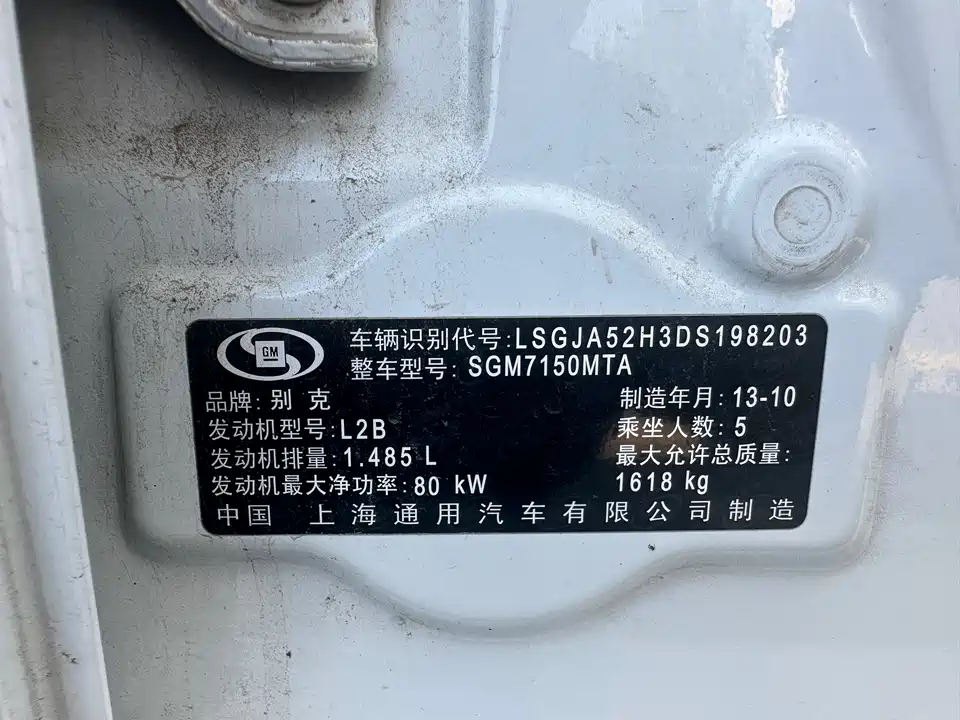 GM
车辆识别代号:LSGJA52H3DS198203
整车型号: SGM7150MTA
品牌: 别 克
制造年月: 13-10
发动机型号:L2B
乘坐人数: 5
发动机排量:1.485 L
最大允许总质量:
发动机最大净功率:80 kW
1618 kg
中国 上海通用汽车有限公司制造